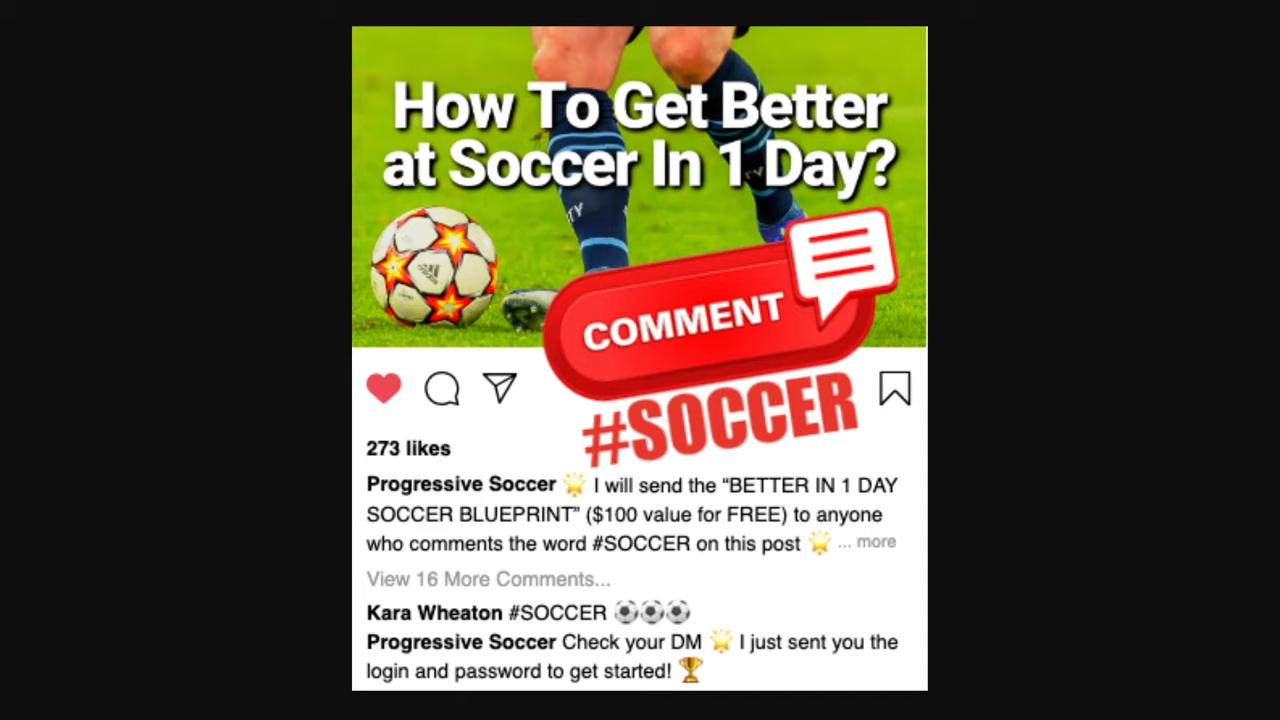 How To Get Better
at Soccer In 1 Day?
TY
TY
COMMENT
#SOCCER
273 likes
Progressive Soccer 🌟 I will send the “BETTER IN 1 DAY
SOCCER BLUEPRINT” ($100 value for FREE) to anyone
who comments the word #SOCCER on this post 🌟 ... more
View 16 More Comments...
Kara Wheaton #SOCCER ⚽⚽⚽
Progressive Soccer Check your DM 🌟 I just sent you the
login and password to get started! 🏆